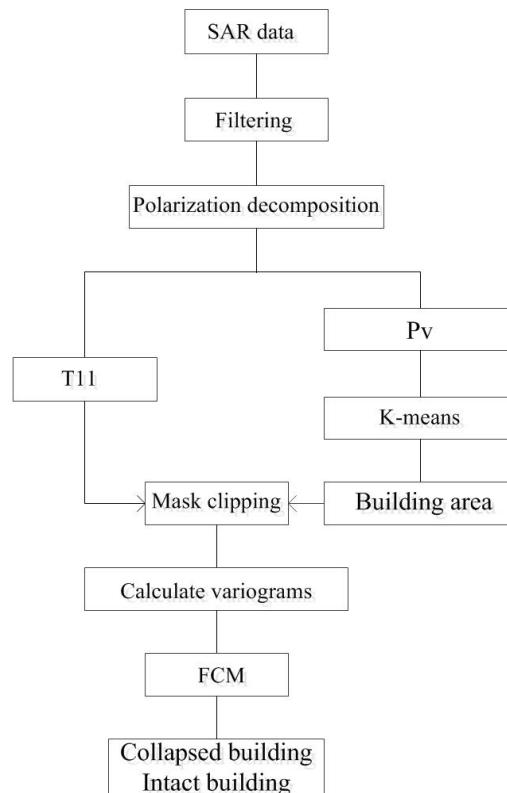 SAR data
Filtering
Polarization decomposition
Pv
T11
K-means
Mask clipping
Building area
Calculate variograms
FCM
Collapsed building
Intact building